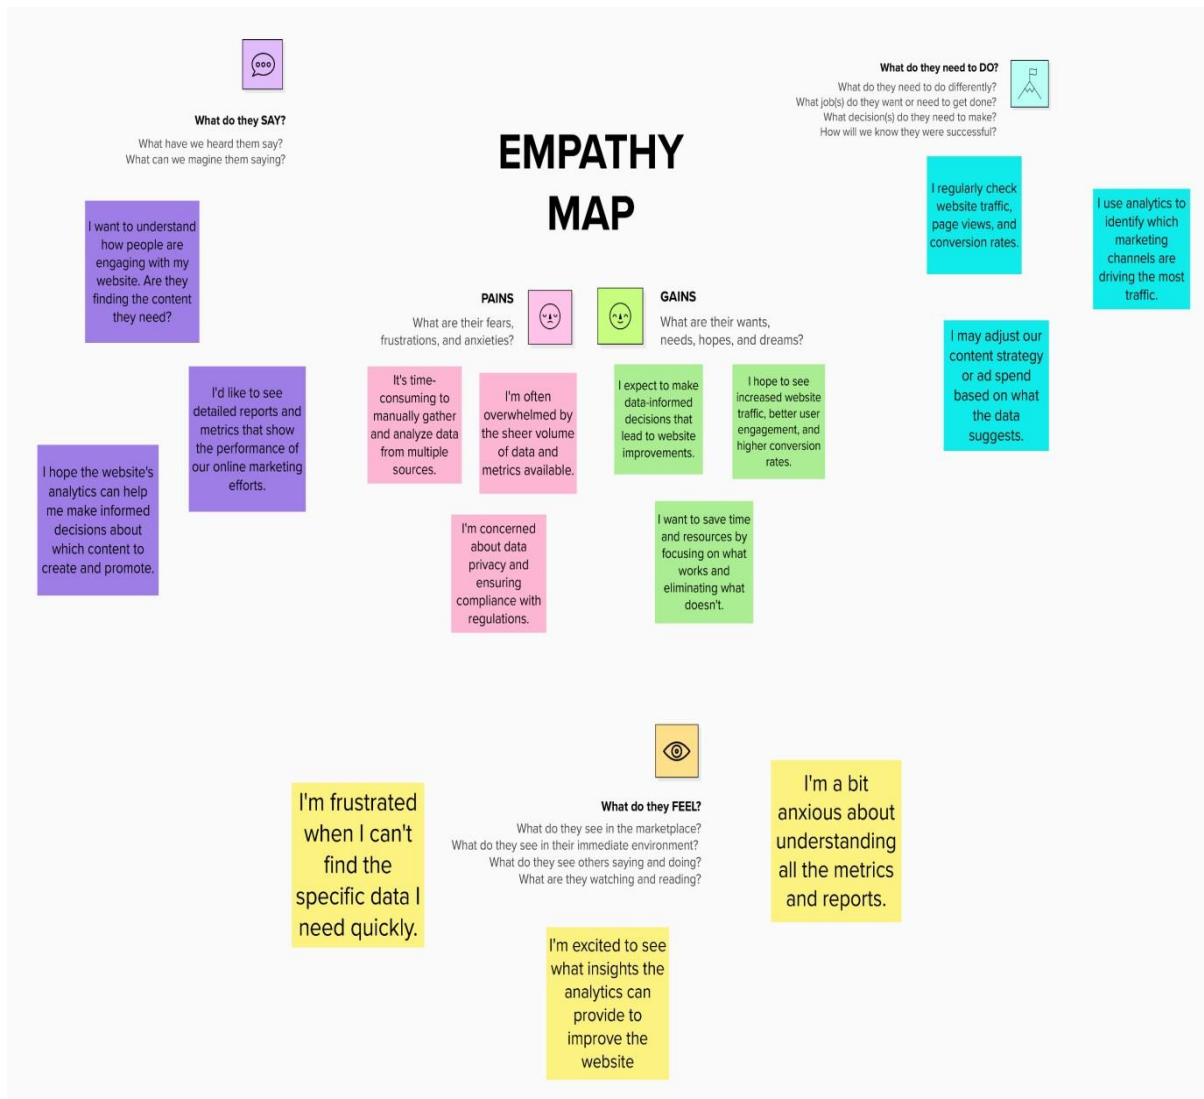 What do they SAY?
What have we heard them say?
What can we magine them saying?
I want to understand
how people are
engaging with my
website. Are they
finding the content
they need?
I'd like to see
detailed reports and
metrics that show
the performance of
our online marketing
efforts.
I hope the website's
analytics can help
me make informed
decisions about
which content to
create and promote.
EMPATHY
MAP
What do they need to DO?
What do they need to do differently?
What job(s) do they want or need to get done?
What decision(s) do they need to make?
How will we know they were successful?
I regularly check
website traffic,
page views, and
conversion rates.
I use analytics to
identify which
marketing
channels are
driving the most
traffic.
I may adjust our
content strategy
or ad spend
based on what
the data
suggests.
PAINS
What are their fears,
frustrations, and anxieties?
It's time-
consuming to
manually gather
and analyze data
from multiple
sources.
I'm often
overwhelmed by
the sheer volume
of data and
metrics available.
I'm concerned
about data
privacy and
ensuring
compliance with
regulations.
GAINS
What are their wants,
needs, hopes, and dreams?
I expect to make
data-informed
decisions that
lead to website
improvements.
I hope to see
increased website
traffic, better user
engagement, and
higher conversion
rates.
I want to save time
and resources by
focusing on what
works and
eliminating what
doesn't.
What do they FEEL?
What do they see in the marketplace?
What do they see in their immediate environment?
What do they see others saying and doing?
What are they watching and reading?
I'm frustrated
when I can't
find the
specific data I
need quickly.
I'm excited to see
what insights the
analytics can
provide to
improve the
website
I'm a bit
anxious about
understanding
all the metrics
and reports.